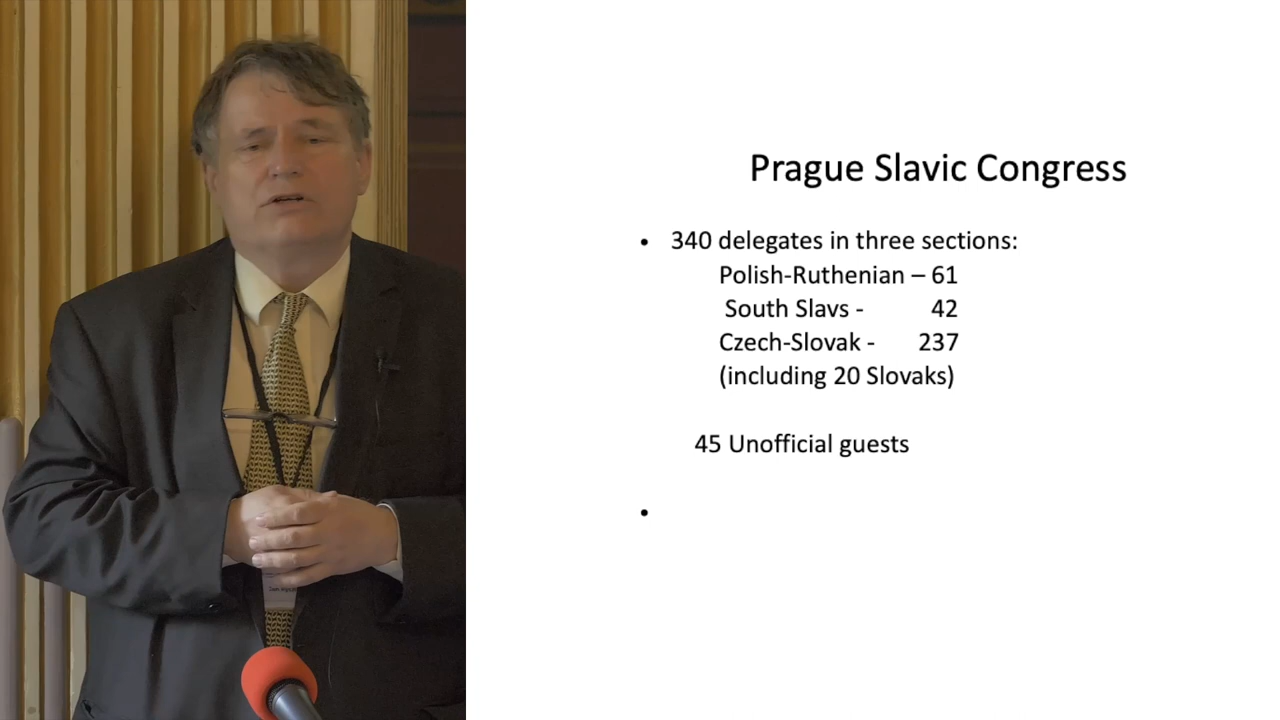 Prague Slavic Congress
• 340 delegates in three sections:
Polish-Ruthenian – 61
South Slavs - 42
Czech-Slovak - 237
(including 20 Slovaks)
45 Unofficial guests
•